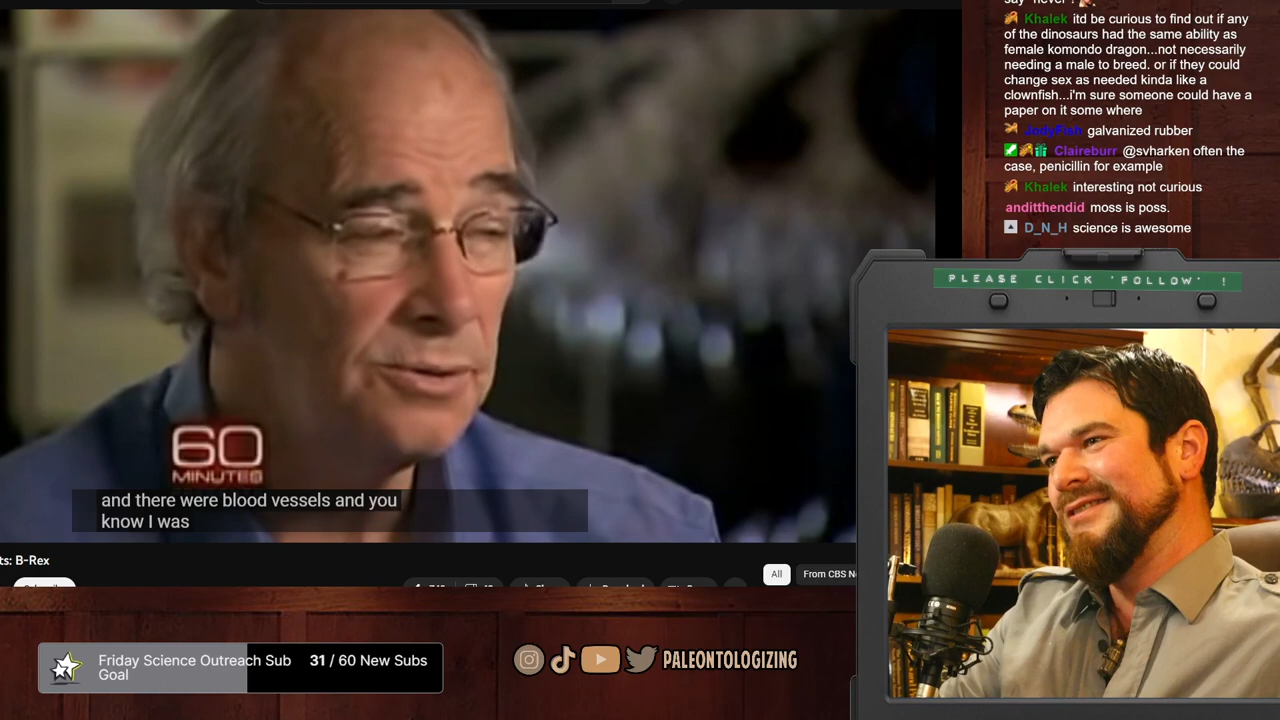 say "never"!
Khalek itd be curious to find out if any
of the dinosaurs had the same ability as
female komondo dragon...not necessarily
needing a male to breed. or if they could
change sex as needed kinda like a
clownfish...i'm sure someone could have a
paper on it some where
JodyFish galvanized rubber
Claireburr @svharken often the
case, penicillin for example
Khalek interesting not curious
anditthendid moss is poss.
D_N_H science is awesome
PLEASE CLICK "FOLLOW" !
60
MINUTES
and there were blood vessels and you
know I was
ts: B-Rex
All
From CBS Ne
Friday Science Outreach Sub
Goal
31 / 60 New Subs
PALEONTOLOGIZING